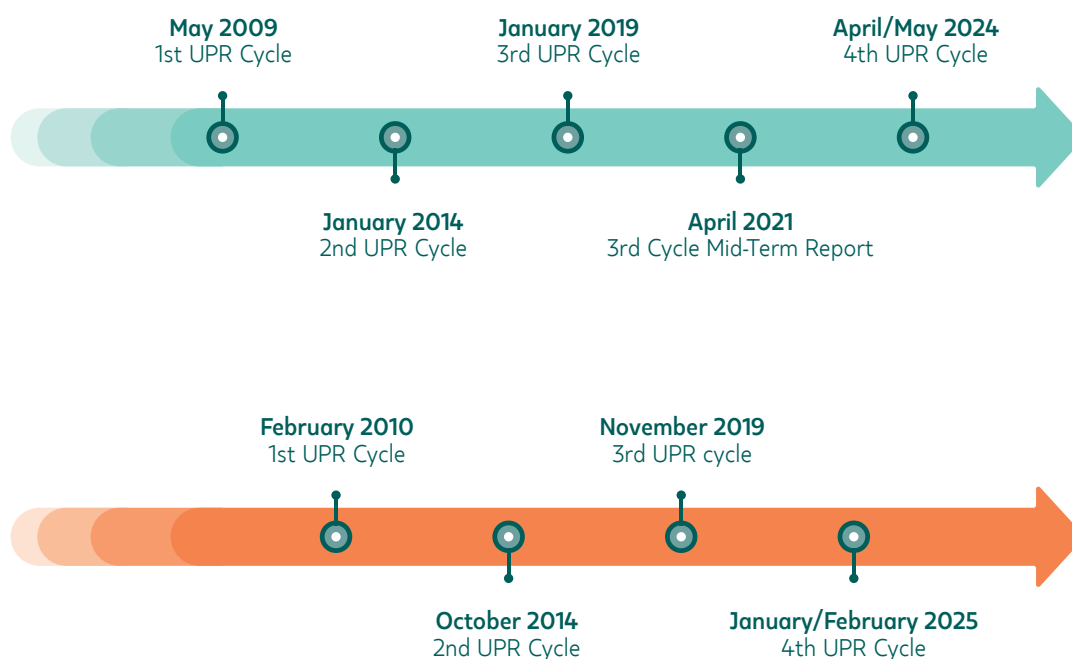 May 2009
1st UPR Cycle
January 2019
3rd UPR Cycle
April/May 2024
4th UPR Cycle
January 2014
2nd UPR Cycle
April 2021
3rd Cycle Mid-Term Report
February 2010
1st UPR Cycle
November 2019
3rd UPR cycle
October 2014
2nd UPR Cycle
January/February 2025
4th UPR Cycle